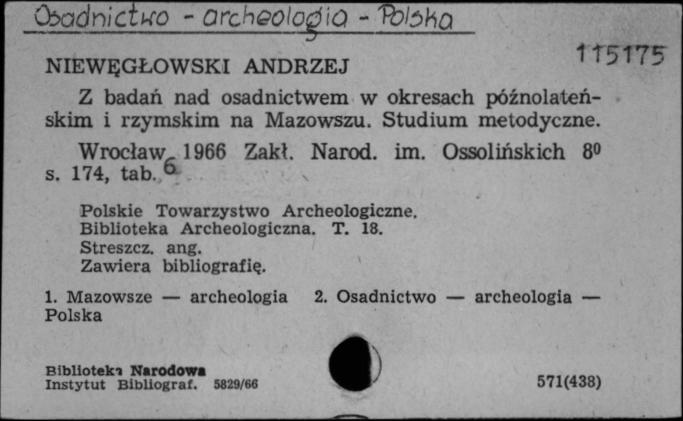 Osadnictwo - archeologia - Polska
115175
NIEWĘGŁOWSKI ANDRZEJ
Z badań nad osadnictwem w okresach późnolateń-
skim i rzymskim na Mazowszu. Studium metodyczne.
Wrocław 1966 Zakł. Narod. im. Ossolińskich 8⁰
s. 174, tab. 6
Polskie Towarzystwo Archeologiczne.
Biblioteka Archeologiczna. T. 18.
Streszcz. ang.
Zawiera bibliografię.
1. Mazowsze — archeologia 2. Osadnictwo — archeologia —
Polska
Biblioteka Narodowa
Instytut Bibliograf. 5829/66
571(438)